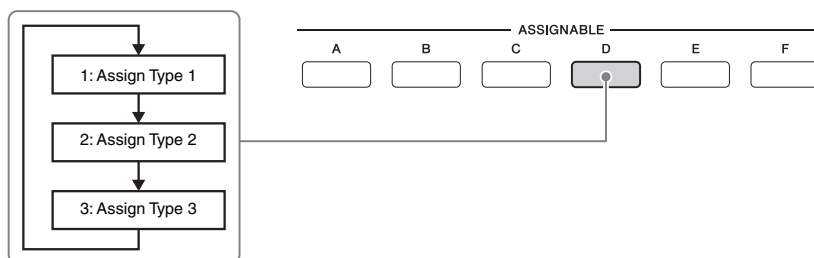 ASSIGNABLE
A B C D E F
1: Assign Type 1
2: Assign Type 2
3: Assign Type 3